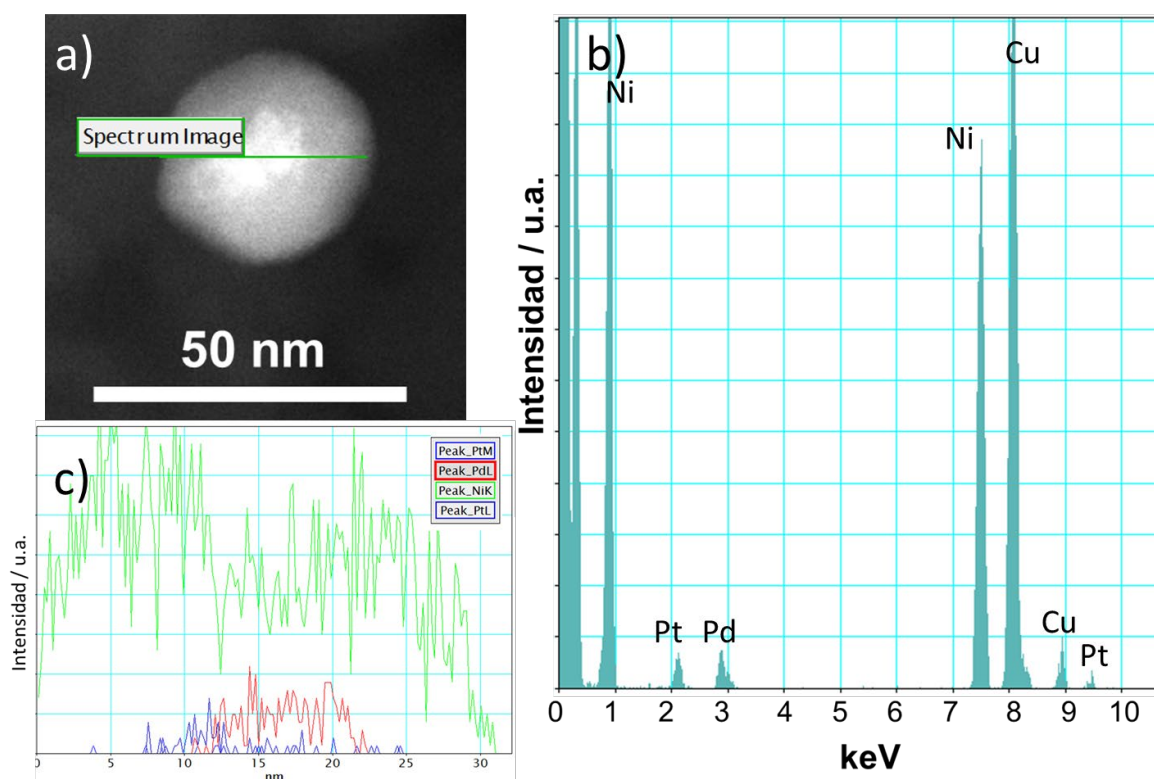 a)
Spectrum Image
50 nm
b)
Intensidad / u.a.
Ni
Pt
Pd
Ni
Cu
Cu
Pt
0 1 2 3 4 5 6 7 8 9 10
keV
c)
Intensidad / u.a.
Peak_PtM
Peak_PdL
Peak_NiK
Peak_PtL
0 5 10 15 20 25 30
nm